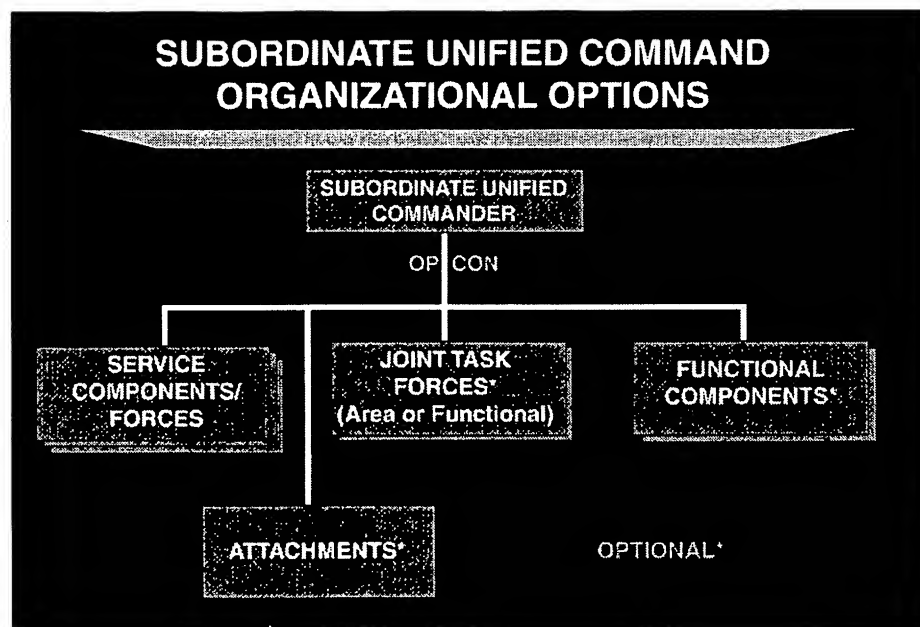 SUBORDINATE UNIFIED COMMAND
ORGANIZATIONAL OPTIONS
SUBORDINATE UNIFIED
COMMANDER
OPCON
SERVICE
COMPONENTS/
FORCES
JOINT TASK
FORCES*
(Area or Functional)
FUNCTIONAL
COMPONENTS*
ATTACHMENTS*
OPTIONAL*